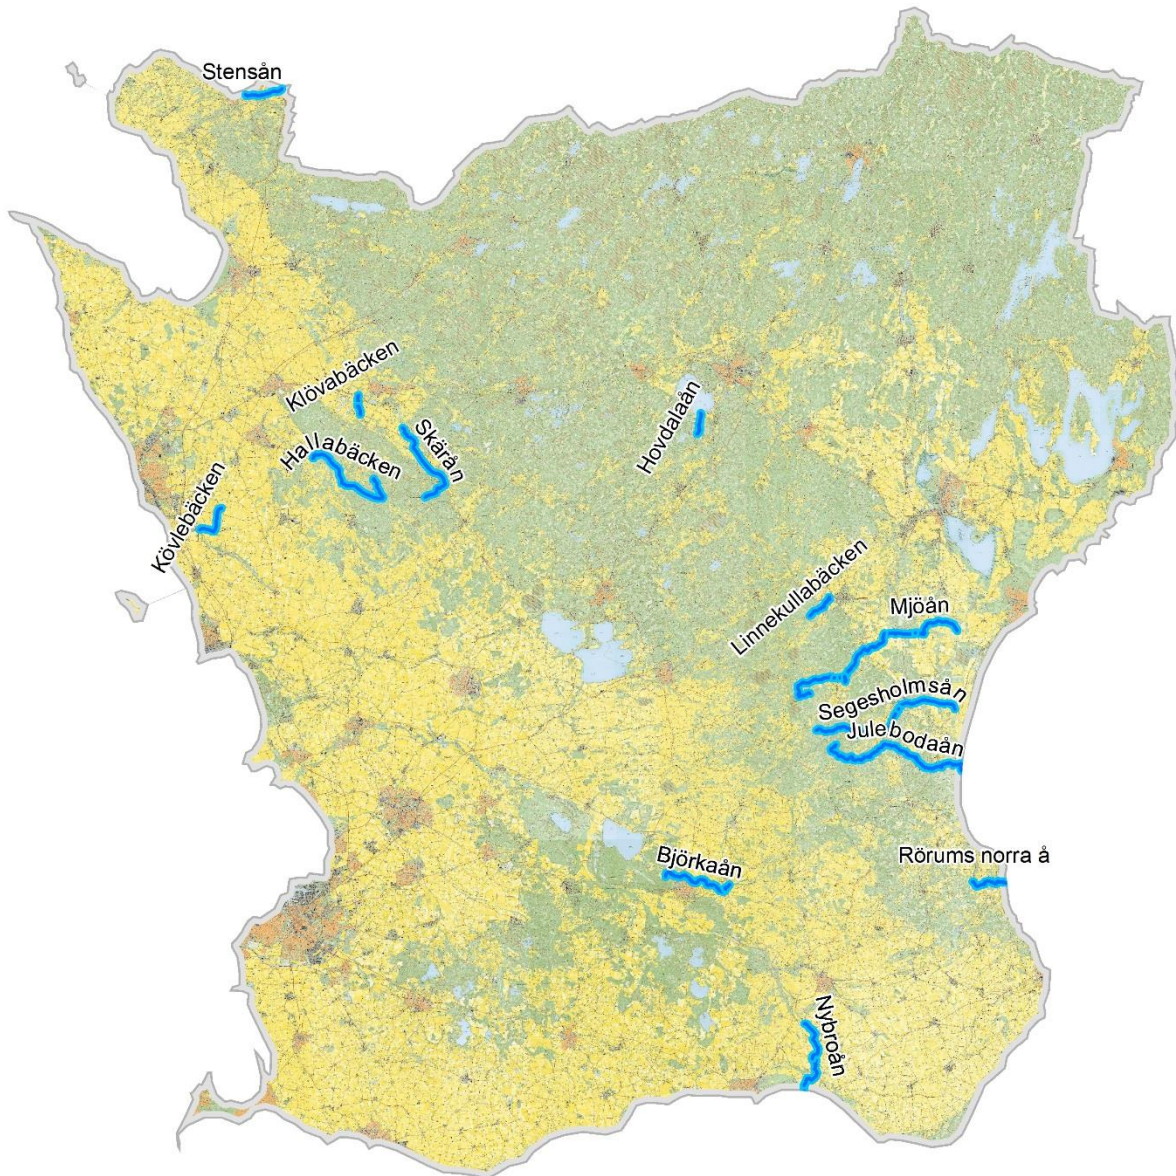 Stensån
Klövabäcken
Skärån
Hallabäcken
Hovdalaån
Kövlebäcken
Linnekullabäcken
Mjöån
Segesholmsån
Julebodaån
Björkaån
Rörums norra å
Nybroån